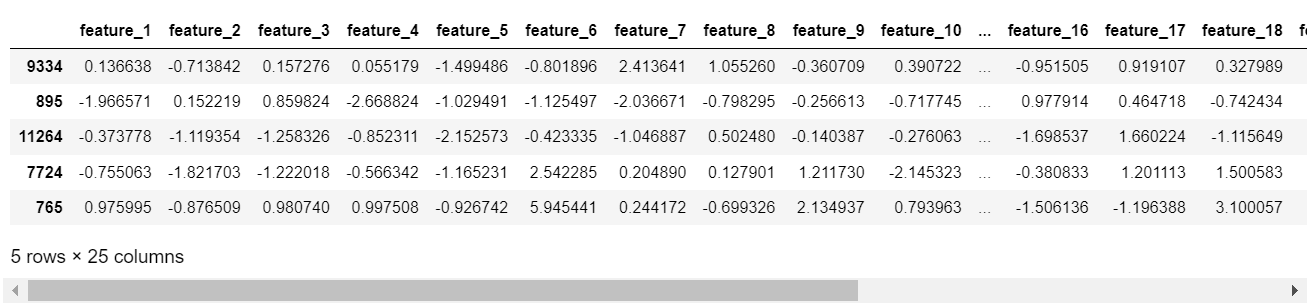 feature_1 feature_2 feature_3 feature_4 feature_5 feature_6 feature_7 feature_8 feature_9 feature_10 ... feature_16 feature_17 feature_18
9334 0.136638 -0.713842 0.157276 0.055179 -1.499486 -0.801896 2.413641 1.055260 -0.360709 0.390722 ... -0.951505 0.919107 0.327989
895 -1.966571 0.152219 0.859824 -2.668824 -1.029491 -1.125497 -2.036671 -0.798295 -0.256613 -0.717745 ... 0.977914 0.464718 -0.742434
11264 -0.373778 -1.119354 -1.258326 -0.852311 -2.152573 -0.423335 -1.046887 0.502480 -0.140387 -0.276063 ... -1.698537 1.660224 -1.115649
7724 -0.755063 -1.821703 -1.222018 -0.566342 -1.165231 2.542285 0.204890 0.127901 1.211730 -2.145323 ... -0.380833 1.201113 1.500583
765 0.975995 -0.876509 0.980740 0.997508 -0.926742 5.945441 0.244172 -0.699326 2.134937 0.793963 ... -1.506136 -1.196388 3.100057
5 rows × 25 columns